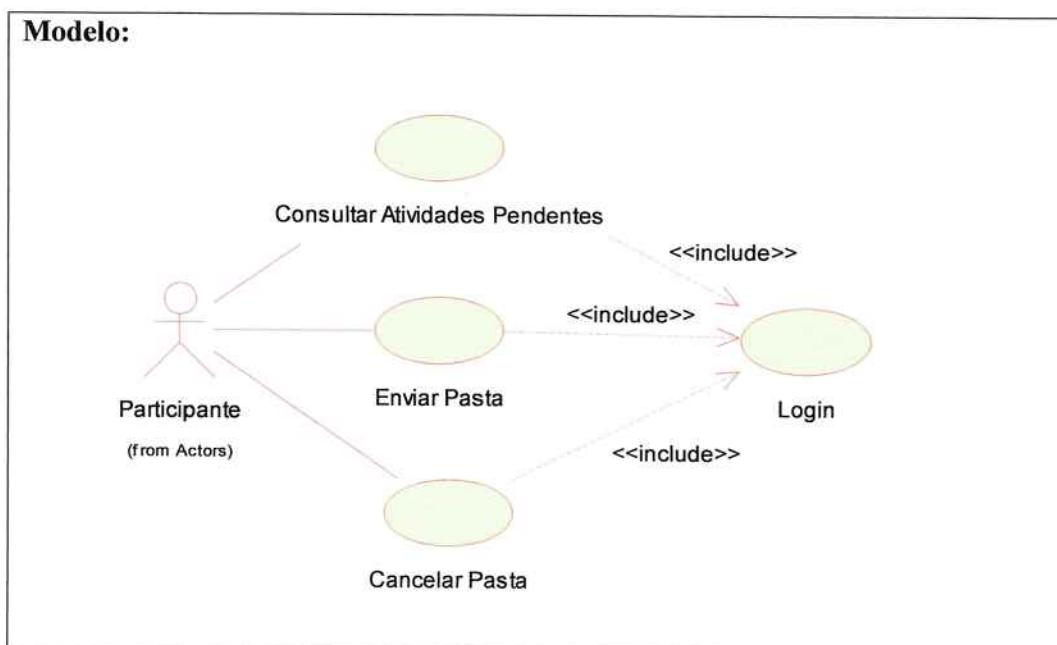 Modelo:
Consultar Atividades Pendentes
<<include>>
<<include>>
Enviar Pasta
Participante
Login
(from Actors)
<<include>>
Cancelar Pasta